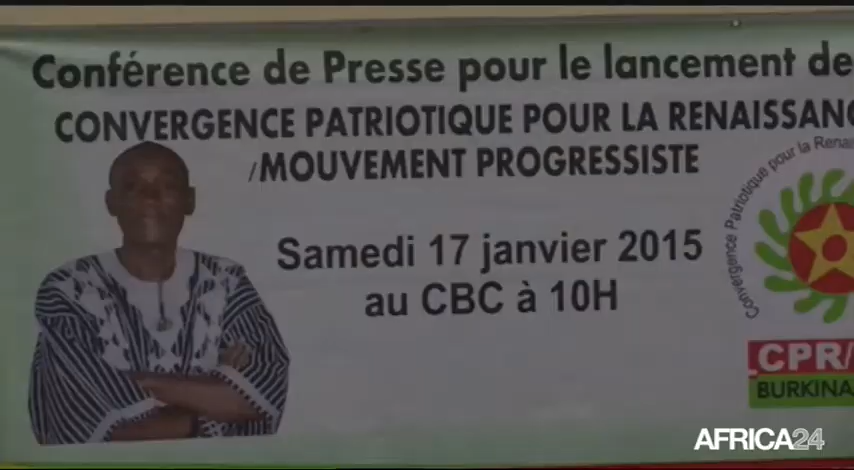 Conférence de Presse pour le lancement de
CONVERGENCE PATRIOTIQUE POUR LA RENAISSANC
/MOUVEMENT PROGRESSISTE
Samedi 17 janvier 2015
au CBC à 10H
Convergence Patriotique pour la Renais
CPR/
BURKINA
AFRICA24